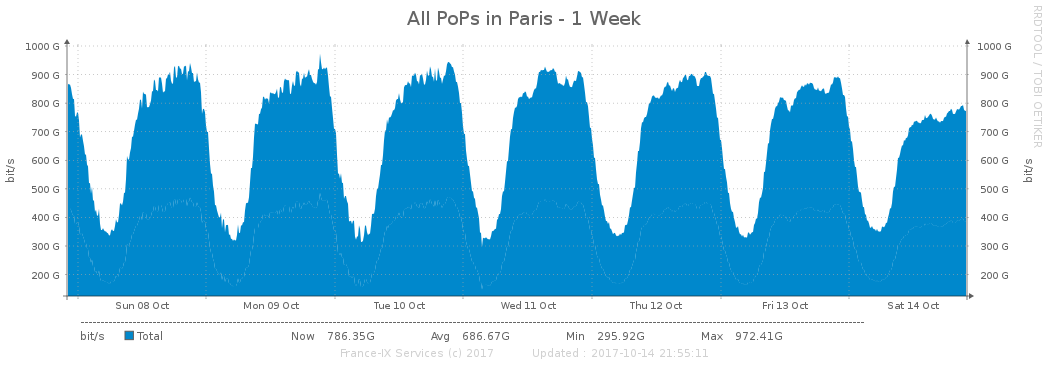 All PoPs in Paris - 1 Week
RRDTOOL / TOBI OETIKER
1000 G 1000 G
900 G 900 G
800 G 800 G
700 G 700 G
600 G 600 G
500 G 500 G
400 G 400 G
300 G 300 G
200 G 200 G
bit/s bit/s
Sun 08 Oct Mon 09 Oct Tue 10 Oct Wed 11 Oct Thu 12 Oct Fri 13 Oct Sat 14 Oct
bit/s Total Now 786.35G Avg 686.67G Min 295.92G Max 972.41G
France-IX Services (c) 2017 Updated : 2017-10-14 21:55:11